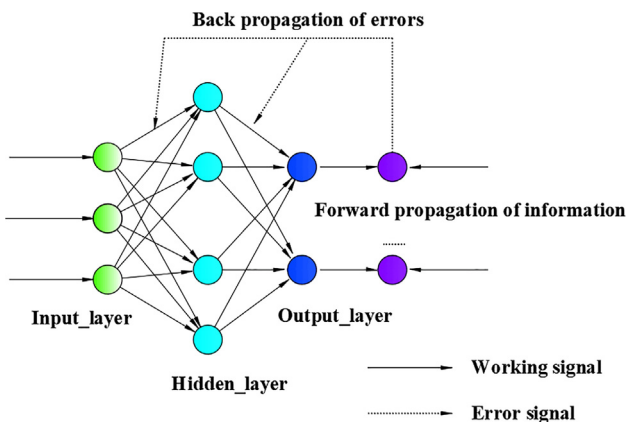 Back propagation of errors
Forward propagation of information
Input_layer
Output_layer
Hidden_layer
Working signal
Error signal